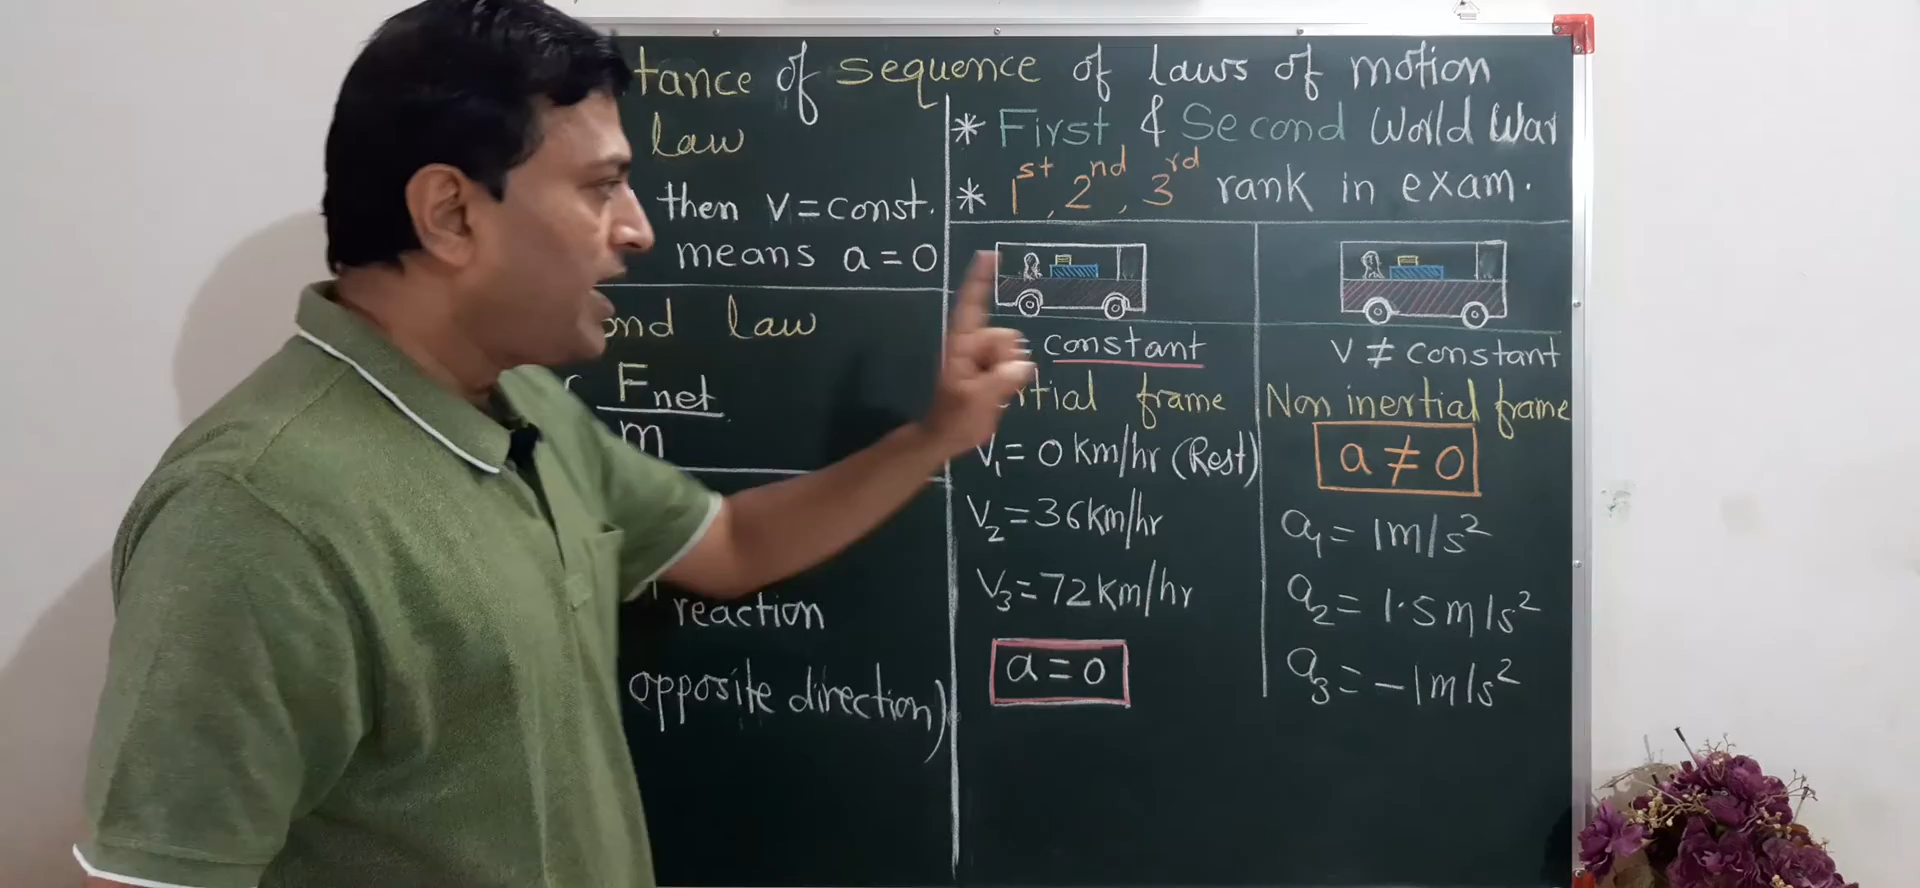 tance of sequence of laws of motion
law
then v = const.
means a = 0
ond law
Fnet
m
reaction
opposite direction)
* First & Second World War
* 1st, 2nd, 3rd rank in exam.
= constant
rtial frame
V1 = 0 km/hr (Rest)
V2 = 36 km/hr
V3 = 72 km/hr
a = 0
v ≠ constant
Non inertial frame
a ≠ 0
a1 = 1 m/s²
a2 = 1.5 m/s²
a3 = -1 m/s²